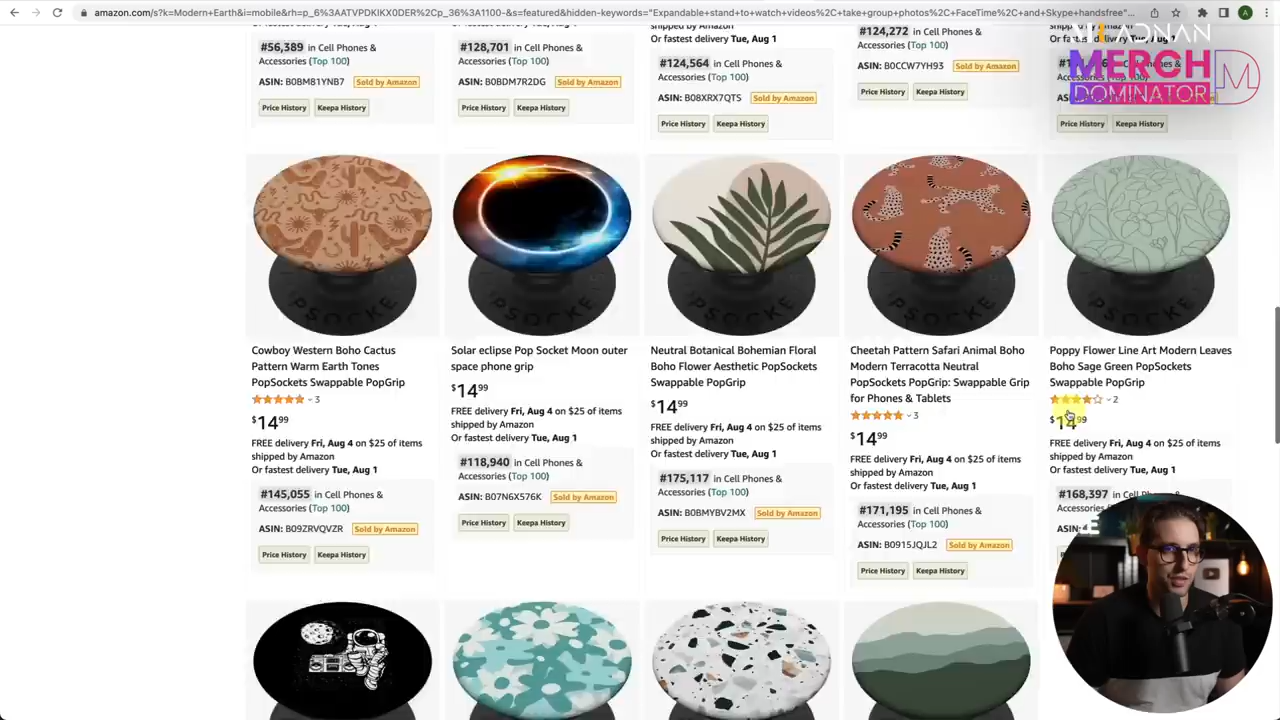 amazon.com/s?k=Modern+Earth&i=mobile&rh=p_6%3AATVPDKIKX0DER%2Cp_36%3A1100-&s=featured&hidden-keywords="Expandable+stand+to+watch+videos%2C+take+group+photos%2C+FaceTime%2C+and+Skype+handsfree"...
A
ADNAN
MERCH
DOMINATOR
M
Or fastest delivery Tue, Aug 1
Or fastest delivery Tue, Aug 1
#56,389 in Cell Phones &
Accessories (Top 100)
ASIN: B0BM81YNB7 Sold by Amazon
Price History Keepa History
#128,701 in Cell Phones &
Accessories (Top 100)
ASIN: B0BDM7R2DG Sold by Amazon
Price History Keepa History
shipped by Amazon
Or fastest delivery Tue, Aug 1
#124,564 in Cell Phones &
Accessories (Top 100)
ASIN: B08XRX7QTS Sold by Amazon
Price History Keepa History
#124,272 in Cell Phones &
Accessories (Top 100)
ASIN: B0CCW7YH93 Sold by Amazon
Price History Keepa History
Price History Keepa History
Cowboy Western Boho Cactus
Pattern Warm Earth Tones
PopSockets Swappable PopGrip
3
$14.99
FREE delivery Fri, Aug 4 on $25 of items
shipped by Amazon
Or fastest delivery Tue, Aug 1
#145,055 in Cell Phones &
Accessories (Top 100)
ASIN: B09ZRVQVZR Sold by Amazon
Price History Keepa History
Solar eclipse Pop Socket Moon outer
space phone grip
$14.99
FREE delivery Fri, Aug 4 on $25 of items
shipped by Amazon
Or fastest delivery Tue, Aug 1
#118,940 in Cell Phones &
Accessories (Top 100)
ASIN: B07N6X576K Sold by Amazon
Price History Keepa History
Neutral Botanical Bohemian Floral
Boho Flower Aesthetic PopSockets
Swappable PopGrip
$14.99
FREE delivery Fri, Aug 4 on $25 of items
shipped by Amazon
Or fastest delivery Tue, Aug 1
#175,117 in Cell Phones &
Accessories (Top 100)
ASIN: B0BMYBV2MX Sold by Amazon
Price History Keepa History
Cheetah Pattern Safari Animal Boho
Modern Terracotta Neutral
PopSockets PopGrip: Swappable Grip
for Phones & Tablets
3
$14.99
FREE delivery Fri, Aug 4 on $25 of items
shipped by Amazon
Or fastest delivery Tue, Aug 1
#171,195 in Cell Phones &
Accessories (Top 100)
ASIN: B0915JQJL2 Sold by Amazon
Price History Keepa History
Poppy Flower Line Art Modern Leaves
Boho Sage Green PopSockets
Swappable PopGrip
2
$14.99
FREE delivery Fri, Aug 4 on $25 of items
shipped by Amazon
Or fastest delivery Tue, Aug 1
#168,397 in Cell Phones &
Accessories
ASIN: